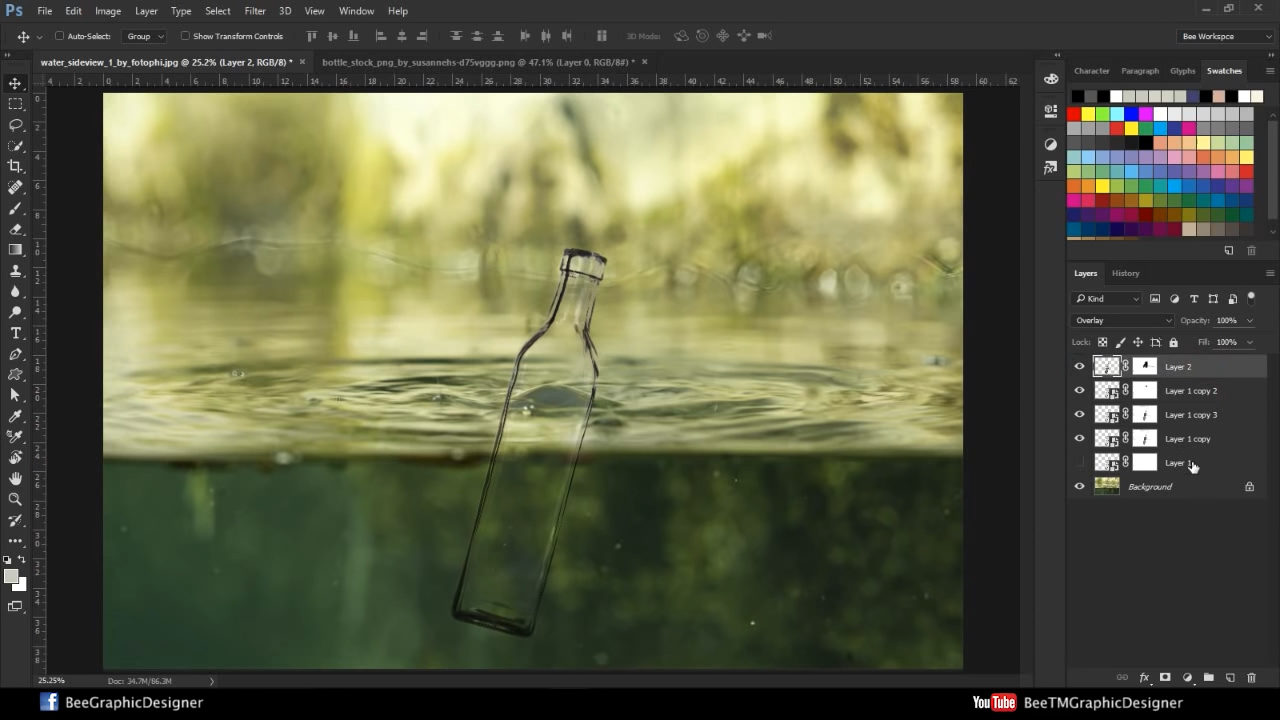 Ps File Edit Image Layer Type Select Filter 3D View Window Help
Auto-Select: Group Show Transform Controls 3D Mode: Bee Workspce
water_sideview_1_by_fotophi.jpg @ 25.2% (Layer 2, RGB/8) * × bottle_stock_png_by_susannehs-d75vggg.png @ 47.1% (Layer 0, RGB/8#) * ×
Character Paragraph Glyphs Swatches
Layers History
Kind
Overlay Opacity: 100%
Lock: Fill: 100%
Layer 2
Layer 1 copy 2
Layer 1 copy 3
Layer 1 copy
Layer 1
Background
25.25% Doc: 34.7M/86.3M
BeeGraphicDesigner
You Tube BeeTMGraphicDesigner